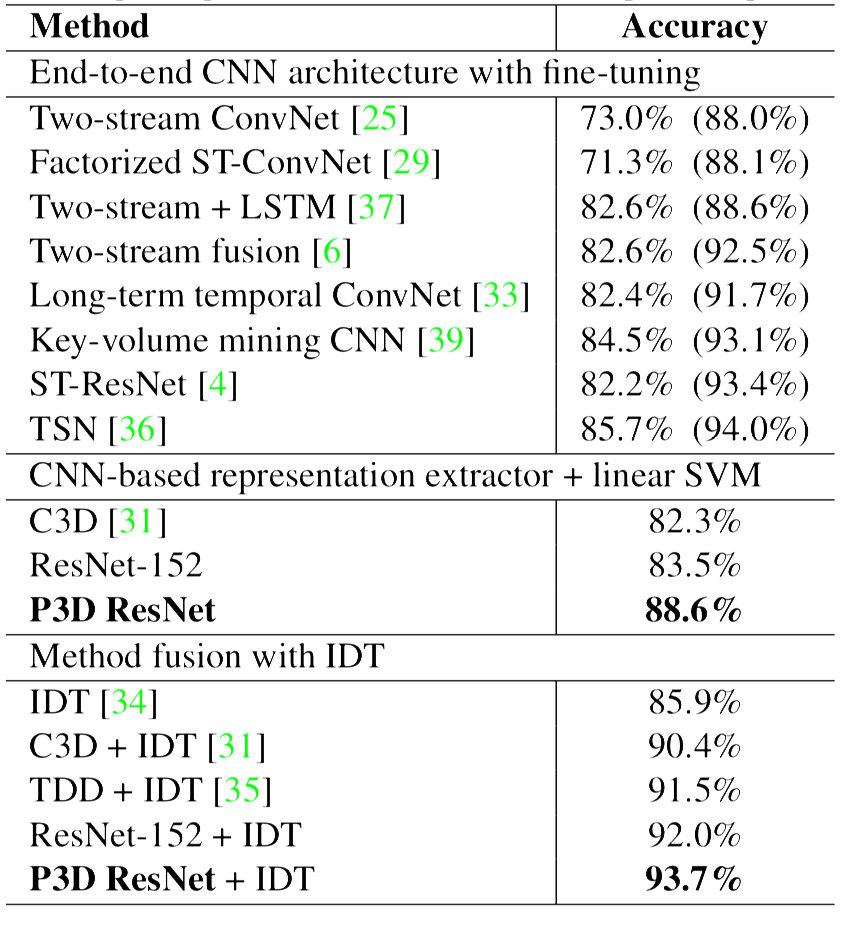 Method Accuracy
End-to-end CNN architecture with fine-tuning
Two-stream ConvNet [25] 73.0% (88.0%)
Factorized ST-ConvNet [29] 71.3% (88.1%)
Two-stream + LSTM [37] 82.6% (88.6%)
Two-stream fusion [6] 82.6% (92.5%)
Long-term temporal ConvNet [33] 82.4% (91.7%)
Key-volume mining CNN [39] 84.5% (93.1%)
ST-ResNet [4] 82.2% (93.4%)
TSN [36] 85.7% (94.0%)
CNN-based representation extractor + linear SVM
C3D [31] 82.3%
ResNet-152 83.5%
P3D ResNet 88.6%
Method fusion with IDT
IDT [34] 85.9%
C3D + IDT [31] 90.4%
TDD + IDT [35] 91.5%
ResNet-152 + IDT 92.0%
P3D ResNet + IDT 93.7%